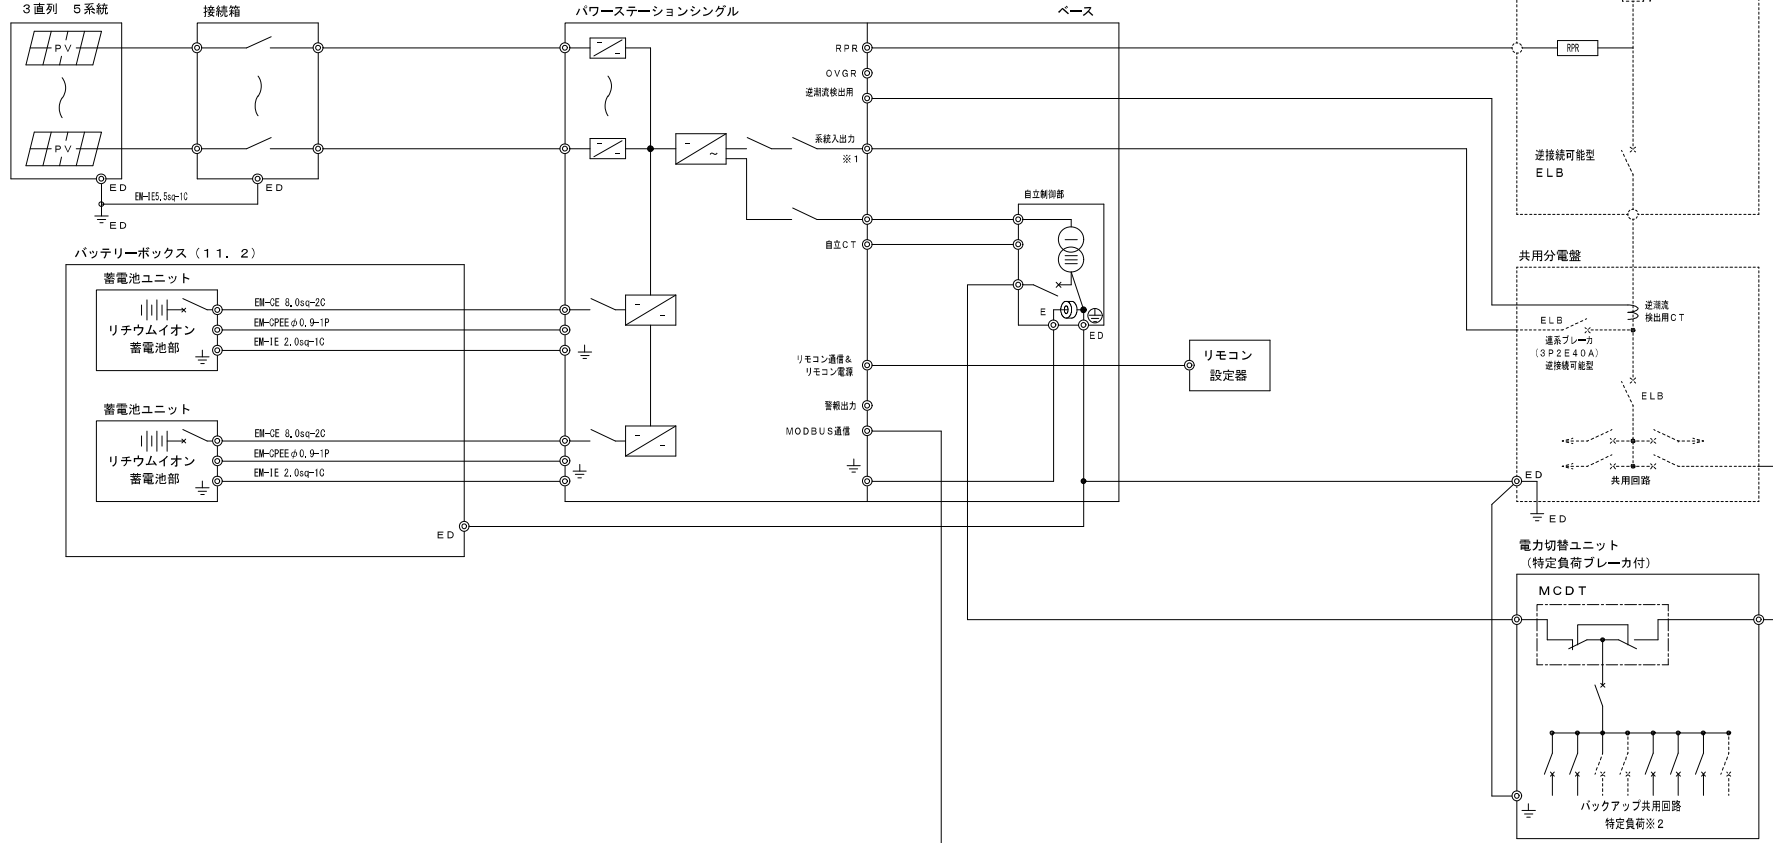 ３直列　５系統
接続箱
パワーステーションシングル
ベース
ＰＶ
ＰＶ
ＥＤ
ＥＤ
EM-IE5.5sq-1C
ＥＤ
ＲＰＲ
ＯＶＧＲ
逆潮流検出用
系統入出力
※１
自立制御部
自立ＣＴ
Ｅ
ＥＤ
RPR
逆接続可能型
ＥＬＢ
共用分電盤
逆潮流
検出用ＣＴ
ＥＬＢ
連系ブレーカ
（３Ｐ２Ｅ４０Ａ）
逆接続可能型
ＥＬＢ
共用回路
ＥＤ
ＥＤ
バッテリーボックス（１１．２）
蓄電池ユニット
リチウムイオン
蓄電池部
EM-CE 8.0sq-2C
EM-CPEEφ0.9-1P
EM-IE 2.0sq-1C
蓄電池ユニット
リチウムイオン
蓄電池部
EM-CE 8.0sq-2C
EM-CPEEφ0.9-1P
EM-IE 2.0sq-1C
ＥＤ
リモコン通信＆
リモコン電源
リモコン
設定器
警報出力
ＭＯＤＢＵＳ通信
電力切替ユニット
（特定負荷ブレーカ付）
ＭＣＤＴ
バックアップ共用回路
特定負荷※２